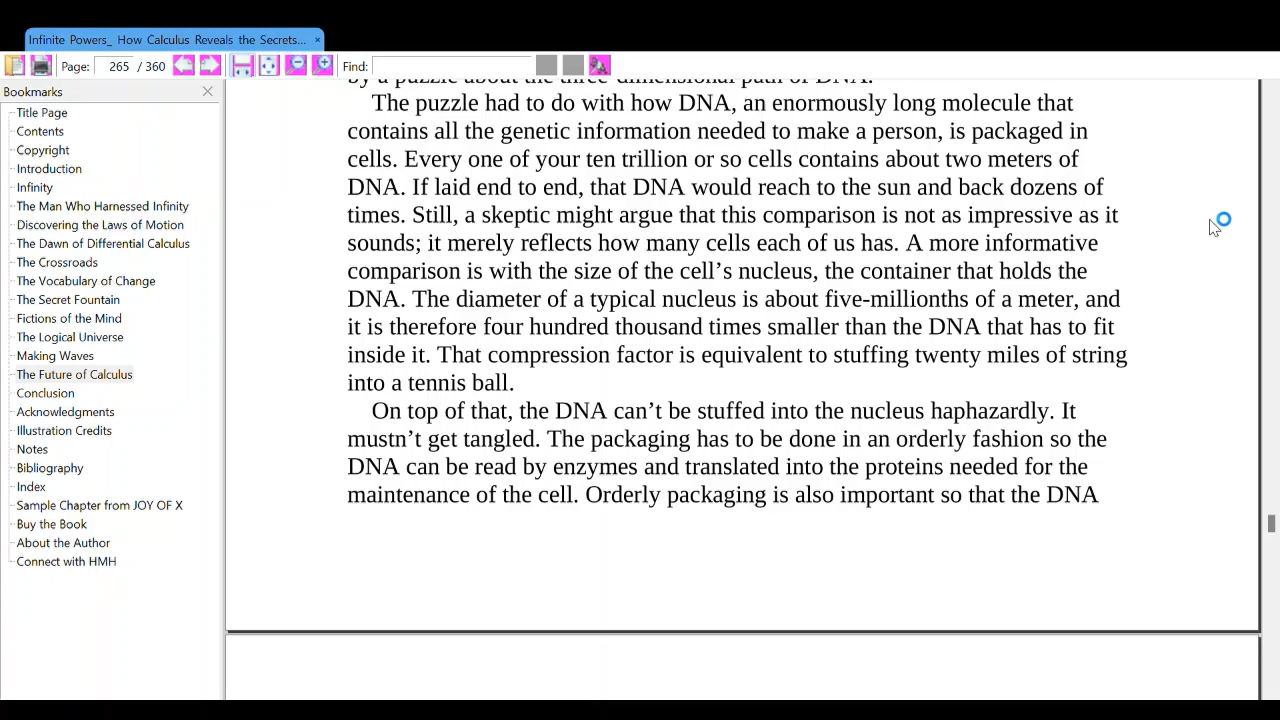 Infinite Powers_ How Calculus Reveals the Secrets... ×
Page: 265 / 360 Find:
Bookmarks
Title Page
Contents
Copyright
Introduction
Infinity
The Man Who Harnessed Infinity
Discovering the Laws of Motion
The Dawn of Differential Calculus
The Crossroads
The Vocabulary of Change
The Secret Fountain
Fictions of the Mind
The Logical Universe
Making Waves
The Future of Calculus
Conclusion
Acknowledgments
Illustration Credits
Notes
Bibliography
Index
Sample Chapter from JOY OF X
Buy the Book
About the Author
Connect with HMH
by a puzzle about the three-dimensional path of DNA.
The puzzle had to do with how DNA, an enormously long molecule that
contains all the genetic information needed to make a person, is packaged in
cells. Every one of your ten trillion or so cells contains about two meters of
DNA. If laid end to end, that DNA would reach to the sun and back dozens of
times. Still, a skeptic might argue that this comparison is not as impressive as it
sounds; it merely reflects how many cells each of us has. A more informative
comparison is with the size of the cell’s nucleus, the container that holds the
DNA. The diameter of a typical nucleus is about five-millionths of a meter, and
it is therefore four hundred thousand times smaller than the DNA that has to fit
inside it. That compression factor is equivalent to stuffing twenty miles of string
into a tennis ball.
On top of that, the DNA can’t be stuffed into the nucleus haphazardly. It
mustn’t get tangled. The packaging has to be done in an orderly fashion so the
DNA can be read by enzymes and translated into the proteins needed for the
maintenance of the cell. Orderly packaging is also important so that the DNA